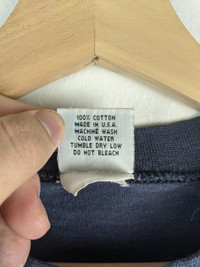 100% COTTON
MADE IN U.S.A.
MACHINE WASH
COLD WATER
TUMBLE DRY LOW
DO NOT BLEACH